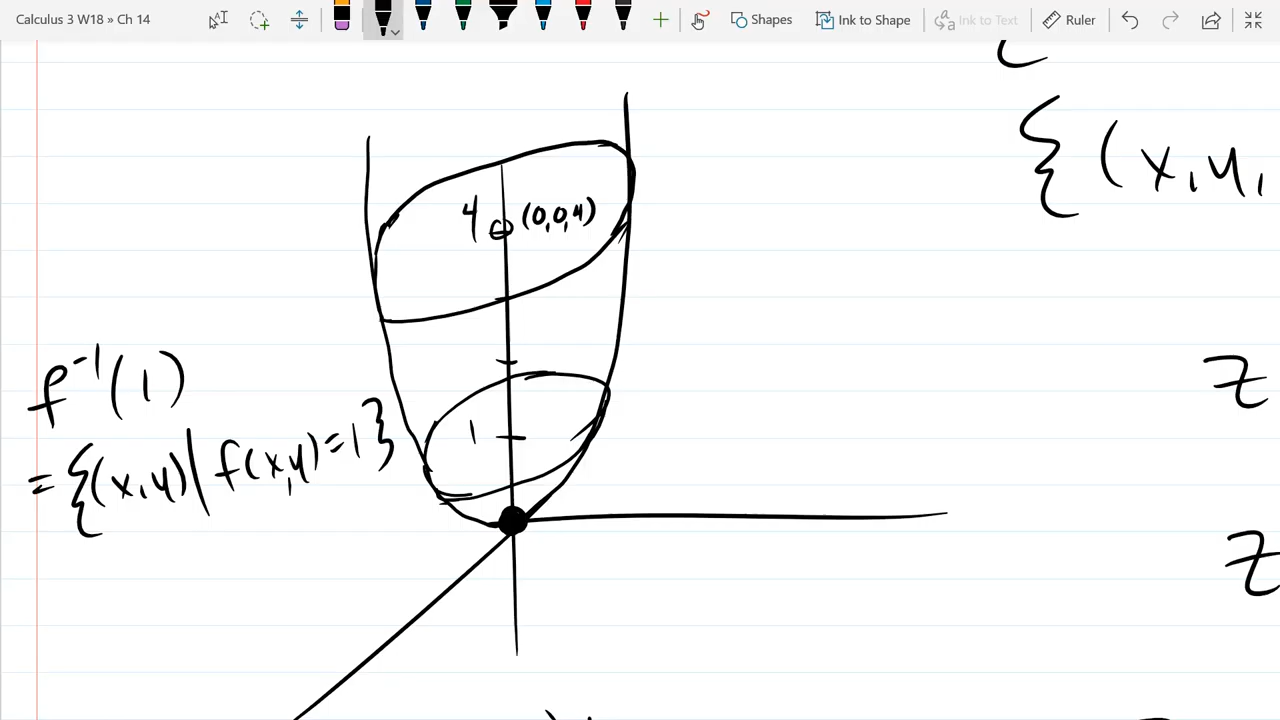 Calculus 3 W18 » Ch 14
Shapes
Ink to Shape
Ink to Text
Ruler
{ (x,y,
4 (0,0,4)
f⁻¹(1)
= {(x,y) | f(x,y)=1}
1
z
z